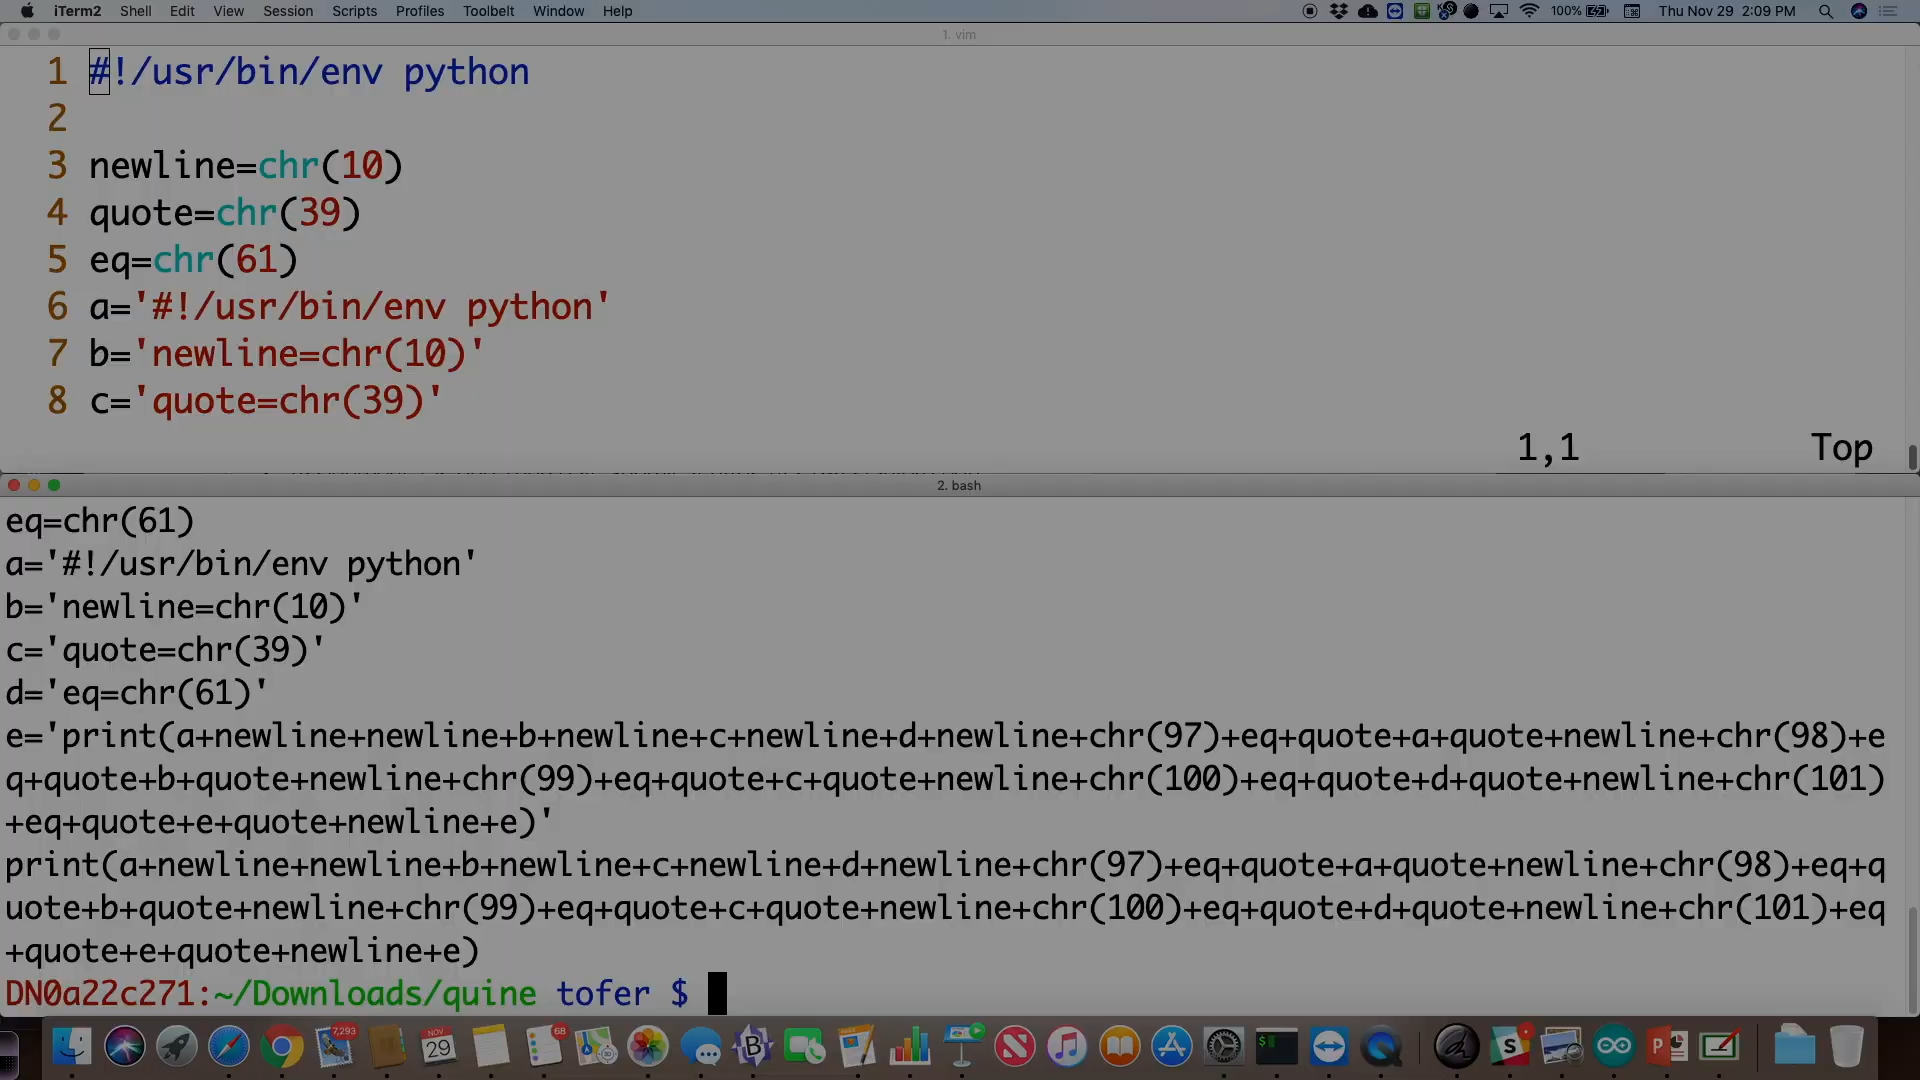 iTerm2 Shell Edit View Session Scripts Profiles Toolbelt Window Help 100% Thu Nov 29 2:09 PM
1. vim
1 #!/usr/bin/env python
2
3 newline=chr(10)
4 quote=chr(39)
5 eq=chr(61)
6 a='#!/usr/bin/env python'
7 b='newline=chr(10)'
8 c='quote=chr(39)'
1,1 Top
2. bash
eq=chr(61)
a='#!/usr/bin/env python'
b='newline=chr(10)'
c='quote=chr(39)'
d='eq=chr(61)'
e='print(a+newline+newline+b+newline+c+newline+d+newline+chr(97)+eq+quote+a+quote+newline+chr(98)+e
q+quote+b+quote+newline+chr(99)+eq+quote+c+quote+newline+chr(100)+eq+quote+d+quote+newline+chr(101)
+eq+quote+e+quote+newline+e)'
print(a+newline+newline+b+newline+c+newline+d+newline+chr(97)+eq+quote+a+quote+newline+chr(98)+eq+q
uote+b+quote+newline+chr(99)+eq+quote+c+quote+newline+chr(100)+eq+quote+d+quote+newline+chr(101)+eq
+quote+e+quote+newline+e)
DN0a22c271:~/Downloads/quine tofer $
7,293 NOV 29 68